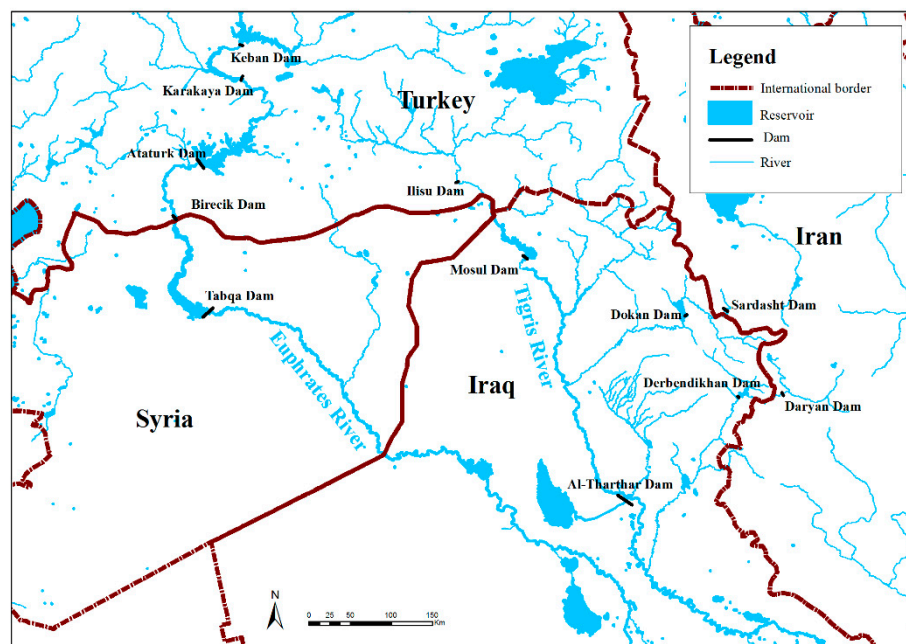 Keban Dam
Karakaya Dam
Turkey
Ataturk Dam
Ilisu Dam
Birecik Dam
Legend
International border
Reservoir
Dam
River
Iran
Mosul Dam
Tabqa Dam
Tigris River
Sardasht Dam
Dokan Dam
Euphrates River
Iraq
Derbendikhan Dam
Daryan Dam
Syria
Al-Tharthar Dam
N
0 25 50 100 150
Km